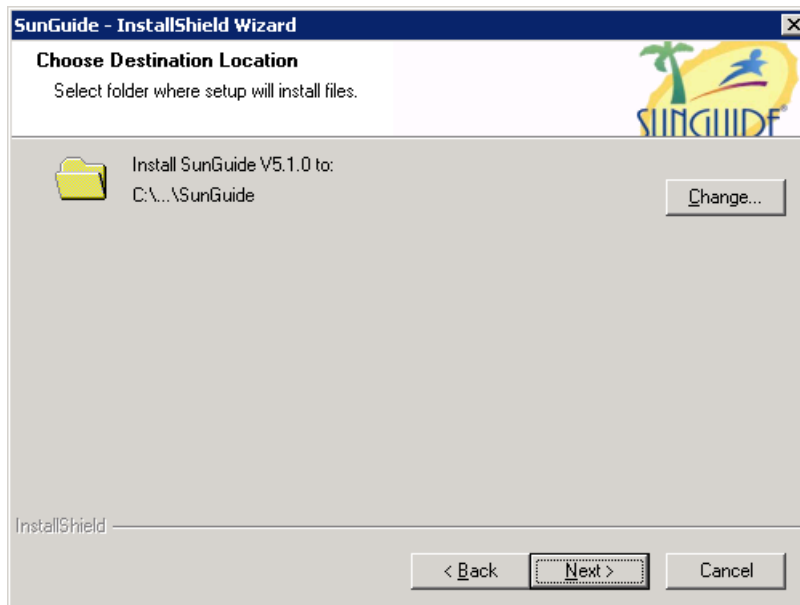 SunGuide - InstallShield Wizard
Choose Destination Location
Select folder where setup will install files.
SUNGUIDE®
Install SunGuide V5.1.0 to:
C:\...\SunGuide
Change...
InstallShield
< Back
Next >
Cancel